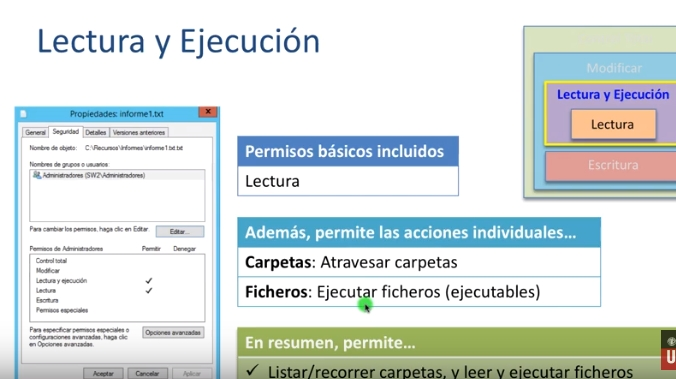 Lectura y Ejecución
Modificar
Lectura y Ejecución
Lectura
Escritura
Propiedades: informe1.txt
General Seguridad Detalles Versiones anteriores
Nombre de objeto: C:\Recursos\Informes\informe1.txt.txt
Nombres de grupos o usuarios:
Administradores (SW2\Administradores)
Para cambiar los permisos, haga clic en Editar.
Editar...
Permisos de Administradores Permitir Denegar
Control total
Modificar
Lectura y ejecución
Lectura
Escritura
Permisos especiales
Para especificar permisos especiales o
configuraciones avanzadas, haga clic
en Opciones avanzadas.
Opciones avanzadas
Aceptar Cancelar Aplicar
Permisos básicos incluidos
Lectura
Además, permite las acciones individuales...
Carpetas: Atravesar carpetas
Ficheros: Ejecutar ficheros (ejecutables)
En resumen, permite...
✓ Listar/recorrer carpetas, y leer y ejecutar ficheros